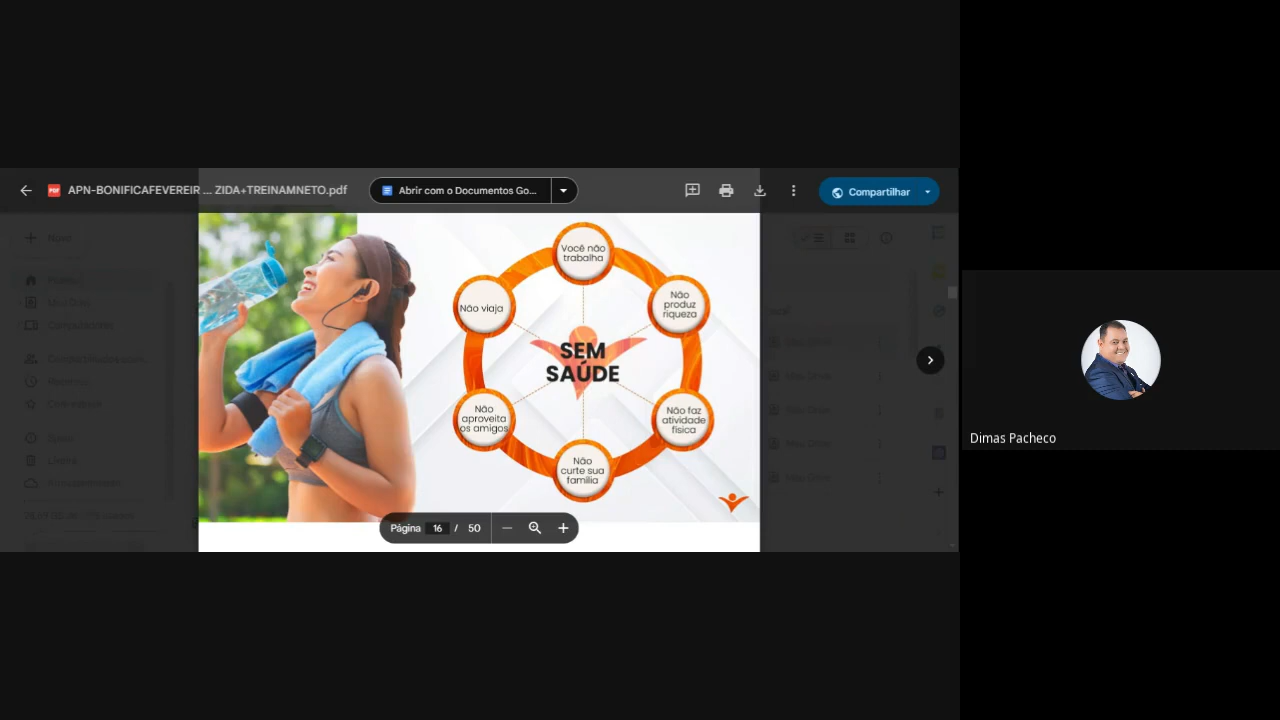 APN-BONIFICAFEVEREIR ... ZIDA+TREINAMNETO.pdf
Abrir com o Documentos Go...
Compartilhar
Você não
trabalha
Não viaja
Não
produz
riqueza
SEM
SAÚDE
Não
aproveita
os amigos
Não faz
atividade
física
Não
curte sua
família
Página 16 / 50
Dimas Pacheco